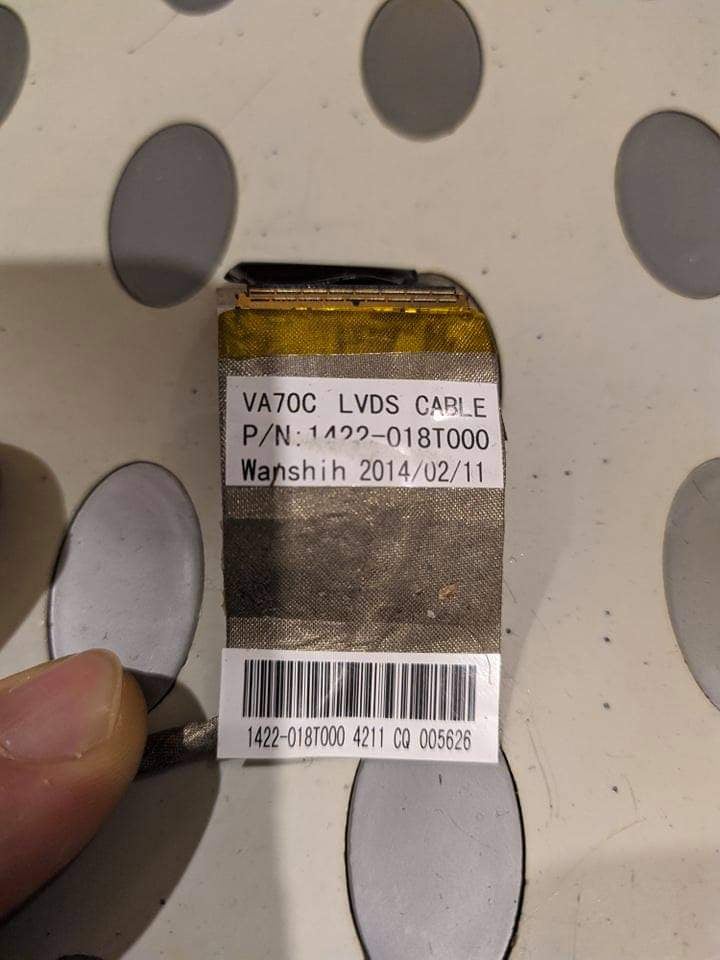 VA70C LVDS CABLE
P/N:1422-018T000
Wanshih 2014/02/11
1422-018T000 4211 CQ 005626